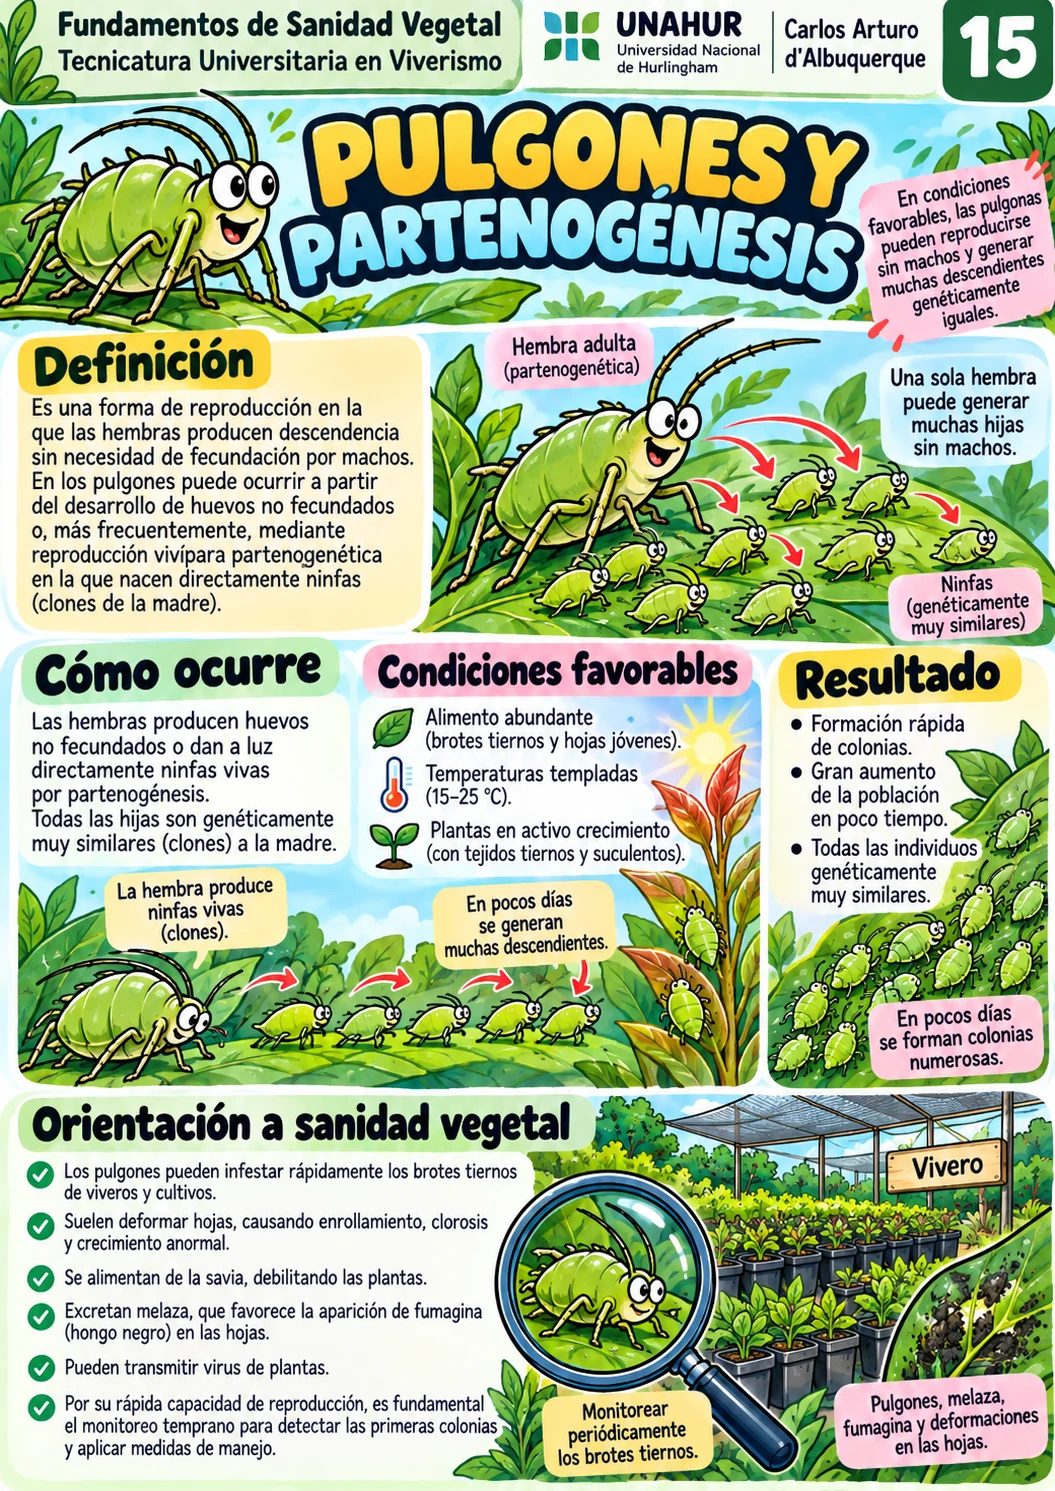 Fundamentos de Sanidad Vegetal
Tecnicatura Universitaria en Viverismo
UNAHUR
Universidad Nacional
de Hurlingham
Carlos Arturo
d'Albuquerque
15
PULGONES Y
PARTENOGÉNESIS
En condiciones
favorables, las pulgonas
pueden reproducirse
sin machos y generar
muchas descendientes
genéticamente
iguales.
Definición
Es una forma de reproducción en la
que las hembras producen descendencia
sin necesidad de fecundación por machos.
En los pulgones puede ocurrir a partir
del desarrollo de huevos no fecundados
o, más frecuentemente, mediante
reproducción vivípara partenogenética
en la que nacen directamente ninfas
(clones de la madre).
Hembra adulta
(partenogenética)
Una sola hembra
puede generar
muchas hijas
sin machos.
Ninfas
(genéticamente
muy similares)
Cómo ocurre
Las hembras producen huevos
no fecundados o dan a luz
directamente ninfas vivas
por partenogénesis.
Todas las hijas son genéticamente
muy similares (clones) a la madre.
La hembra produce
ninfas vivas
(clones).
En pocos días
se generan
muchas descendientes.
Condiciones favorables
Alimento abundante
(brotes tiernos y hojas jóvenes).
Temperaturas templadas
(15–25 °C).
Plantas en activo crecimiento
(con tejidos tiernos y suculentos).
Resultado
• Formación rápida
de colonias.
• Gran aumento
de la población
en poco tiempo.
• Todas las individuos
genéticamente
muy similares.
En pocos días
se forman colonias
numerosas.
Orientación a sanidad vegetal
Los pulgones pueden infestar rápidamente los brotes tiernos
de viveros y cultivos.
Suelen deformar hojas, causando enrollamiento, clorosis
y crecimiento anormal.
Se alimentan de la savia, debilitando las plantas.
Excretan melaza, que favorece la aparición de fumagina
(hongo negro) en las hojas.
Pueden transmitir virus de plantas.
Por su rápida capacidad de reproducción, es fundamental
el monitoreo temprano para detectar las primeras colonias
y aplicar medidas de manejo.
Vivero
Monitorear
periódicamente
los brotes tiernos.
Pulgones, melaza,
fumagina y deformaciones
en las hojas.